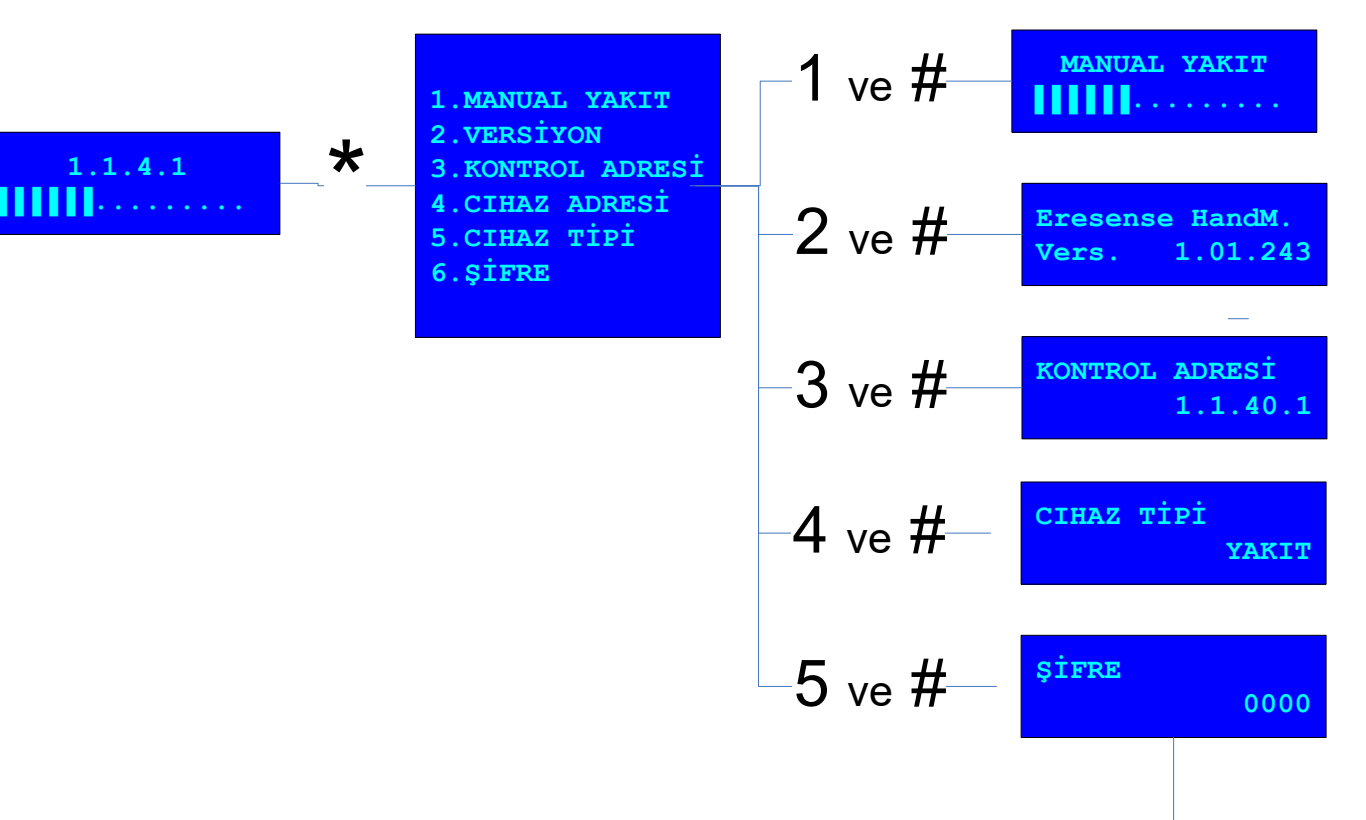 1.1.4.1
.........
*
1.MANUAL YAKIT
2.VERSİYON
3.KONTROL ADRESİ
4.CIHAZ ADRESİ
5.CIHAZ TİPİ
6.ŞİFRE
1 ve #
MANUAL YAKIT
.........
2 ve #
Eresense HandM.
Vers. 1.01.243
3 ve #
KONTROL ADRESİ
1.1.40.1
4 ve #
CIHAZ TİPİ
YAKIT
5 ve #
ŞİFRE
0000